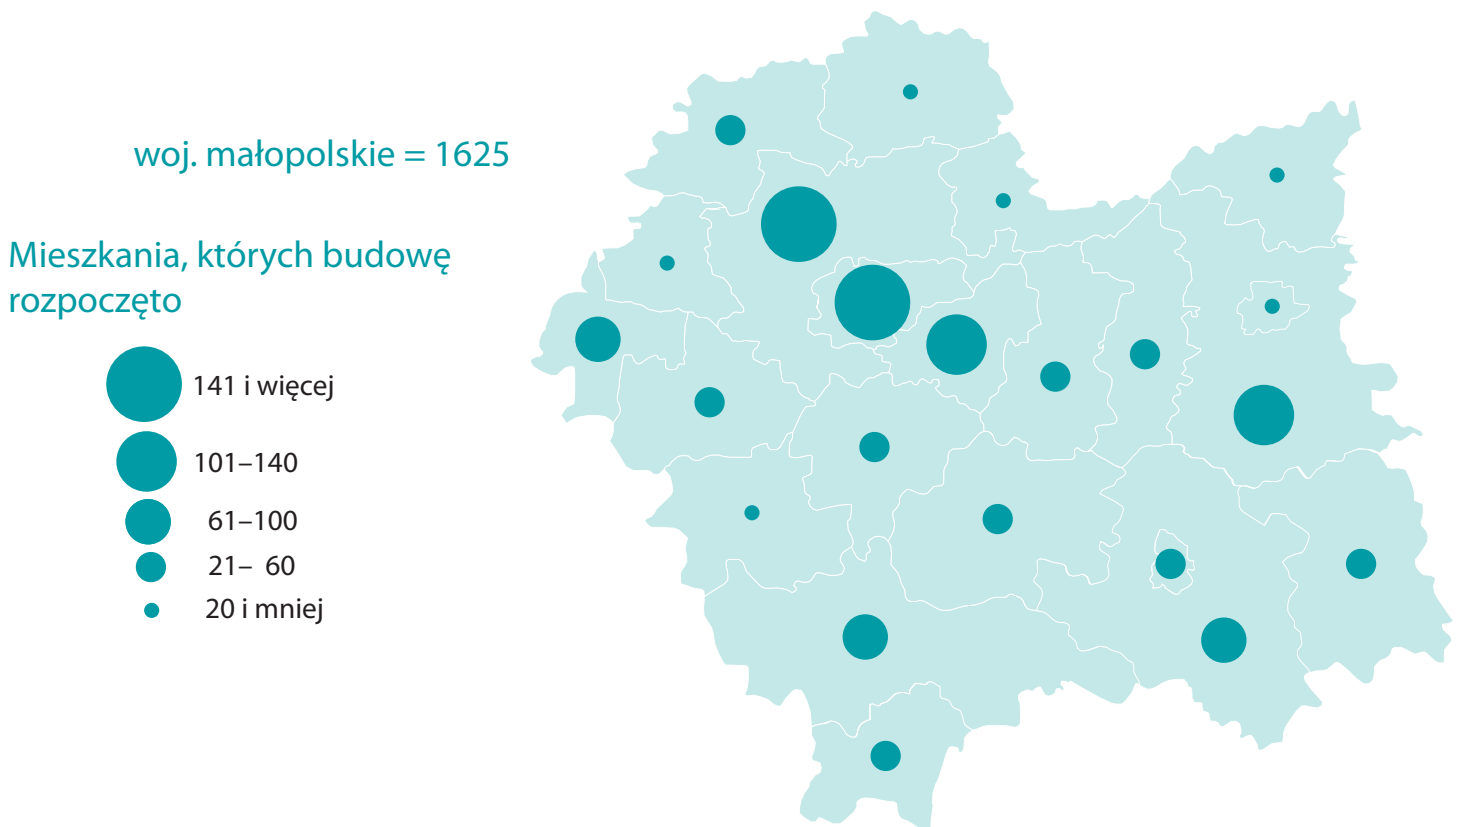 woj. małopolskie = 1625
Mieszkania, których budowę
rozpoczęto
141 i więcej
101–140
61–100
21– 60
20 i mniej